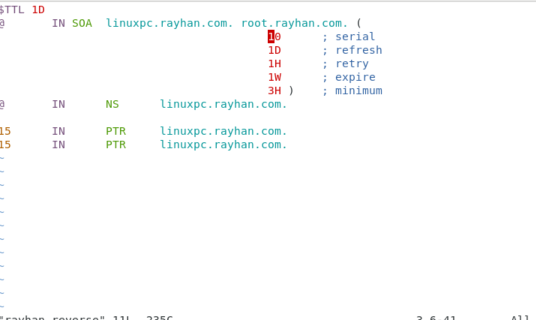 $TTL 1D
@ IN SOA linuxpc.rayhan.com. root.rayhan.com. (
10 ; serial
1D ; refresh
1H ; retry
1W ; expire
3H ) ; minimum
@ IN NS linuxpc.rayhan.com.
15 IN PTR linuxpc.rayhan.com.
15 IN PTR linuxpc.rayhan.com.
~
~
~
~
~
~
~
~
~
~
~
~
"rayhan.reverse" 11L, 235C 3,6-41 All